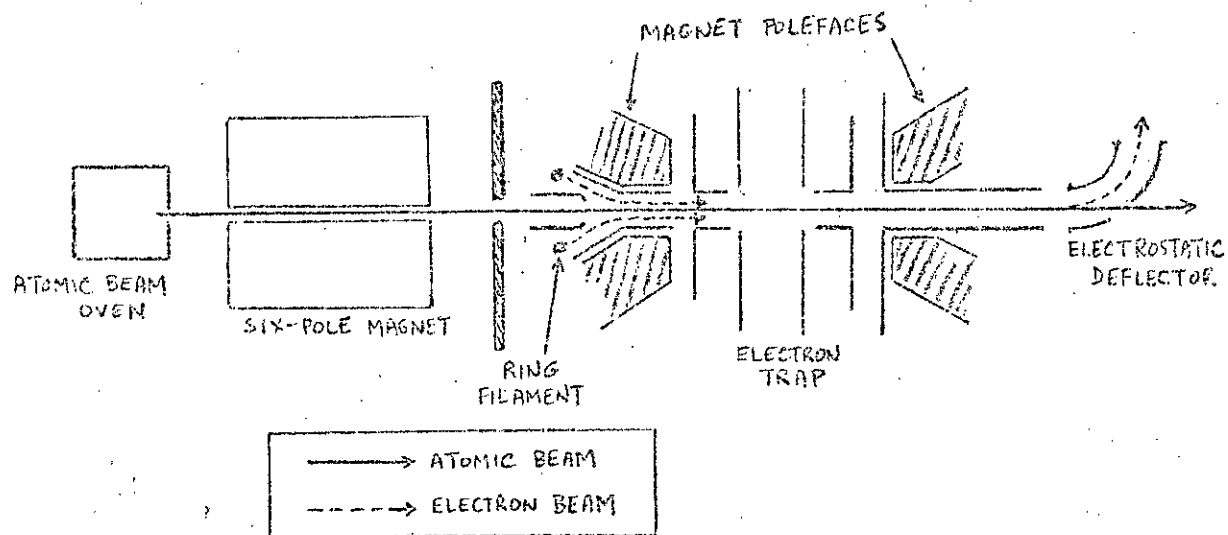 MAGNET POLEFACES
ATOMIC BEAM
OVEN
SIX-POLE MAGNET
RING
FILAMENT
ELECTRON
TRAP
ELECTROSTATIC
DEFLECTOR.
ATOMIC BEAM
ELECTRON BEAM